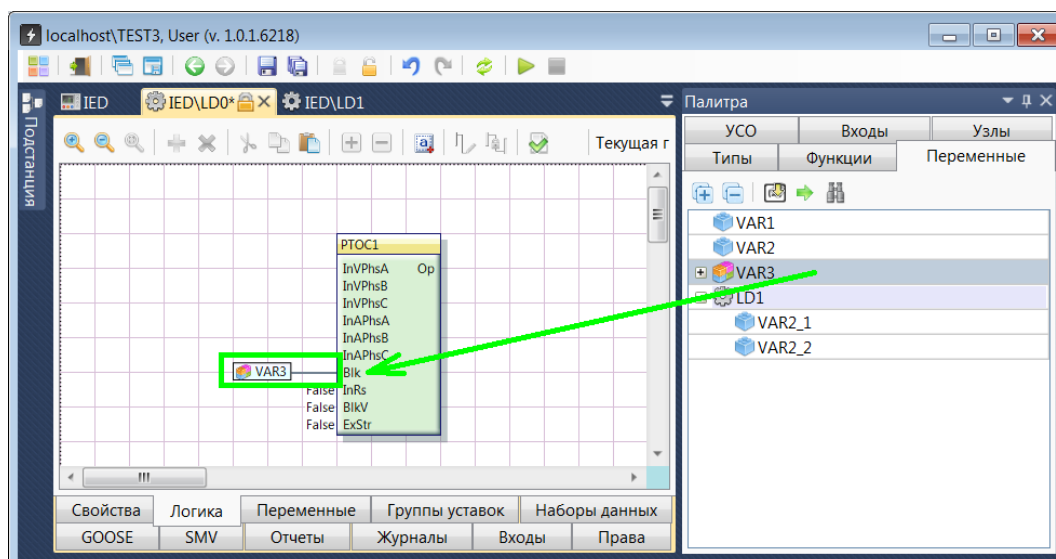 localhost\TEST3, User (v. 1.0.1.6218)
Подстанция
IED IED\LD0* IED\LD1
Текущая г
PTOC1
InVPhsA Op
InVPhsB
InVPhsC
InAPhsA
InAPhsB
InAPhsC
VAR3 Blk
False InRs
False BlkV
False ExStr
Свойства Логика Переменные Группы уставок Наборы данных
GOOSE SMV Отчеты Журналы Входы Права
Палитра
УСО Входы Узлы
Типы Функции Переменные
VAR1
VAR2
VAR3
LD1
VAR2_1
VAR2_2